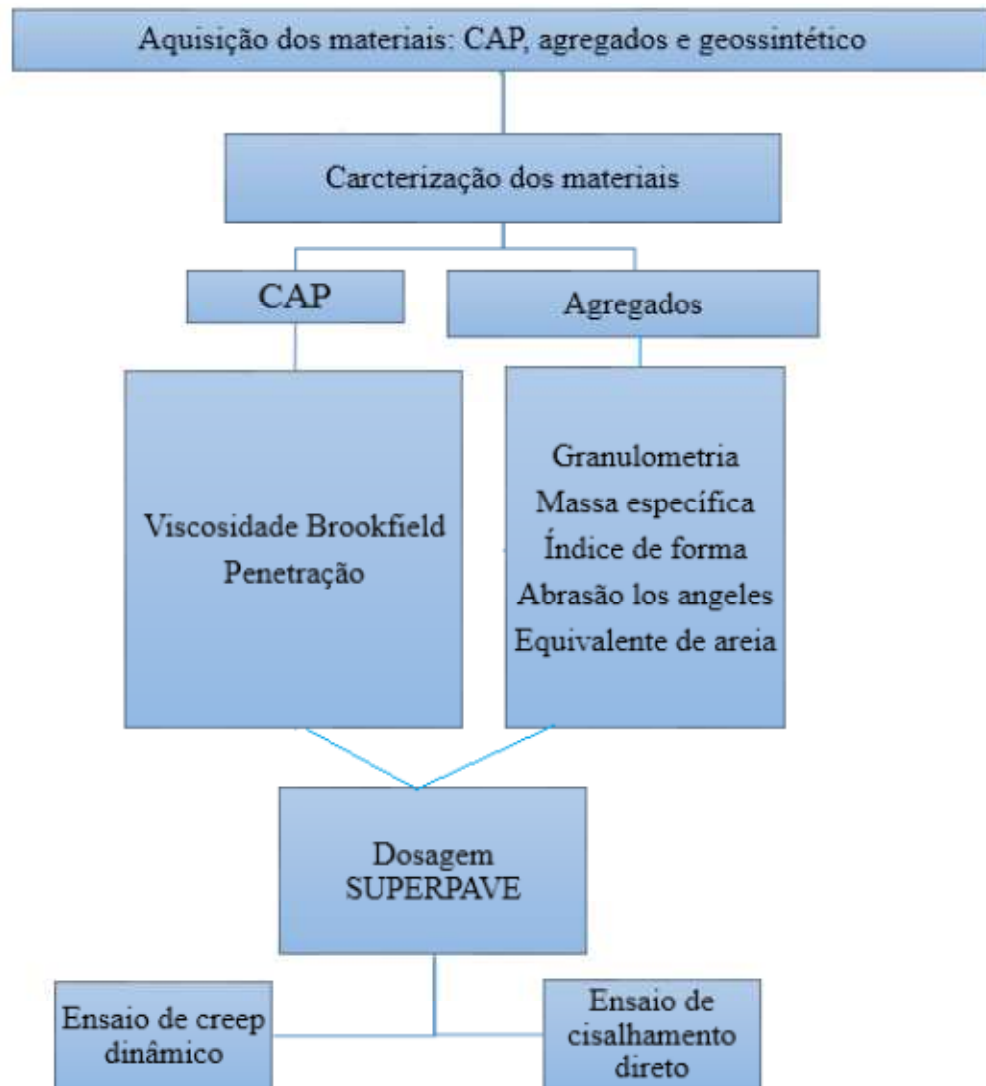 Aquisição dos materiais: CAP, agregados e geossintético
Carcterização dos materiais
CAP
Agregados
Viscosidade Brookfield
Penetração
Granulometria
Massa específica
Índice de forma
Abrasão los angeles
Equivalente de areia
Dosagem
SUPERPAVE
Ensaio de creep
dinâmico
Ensaio de
cisalhamento
direto